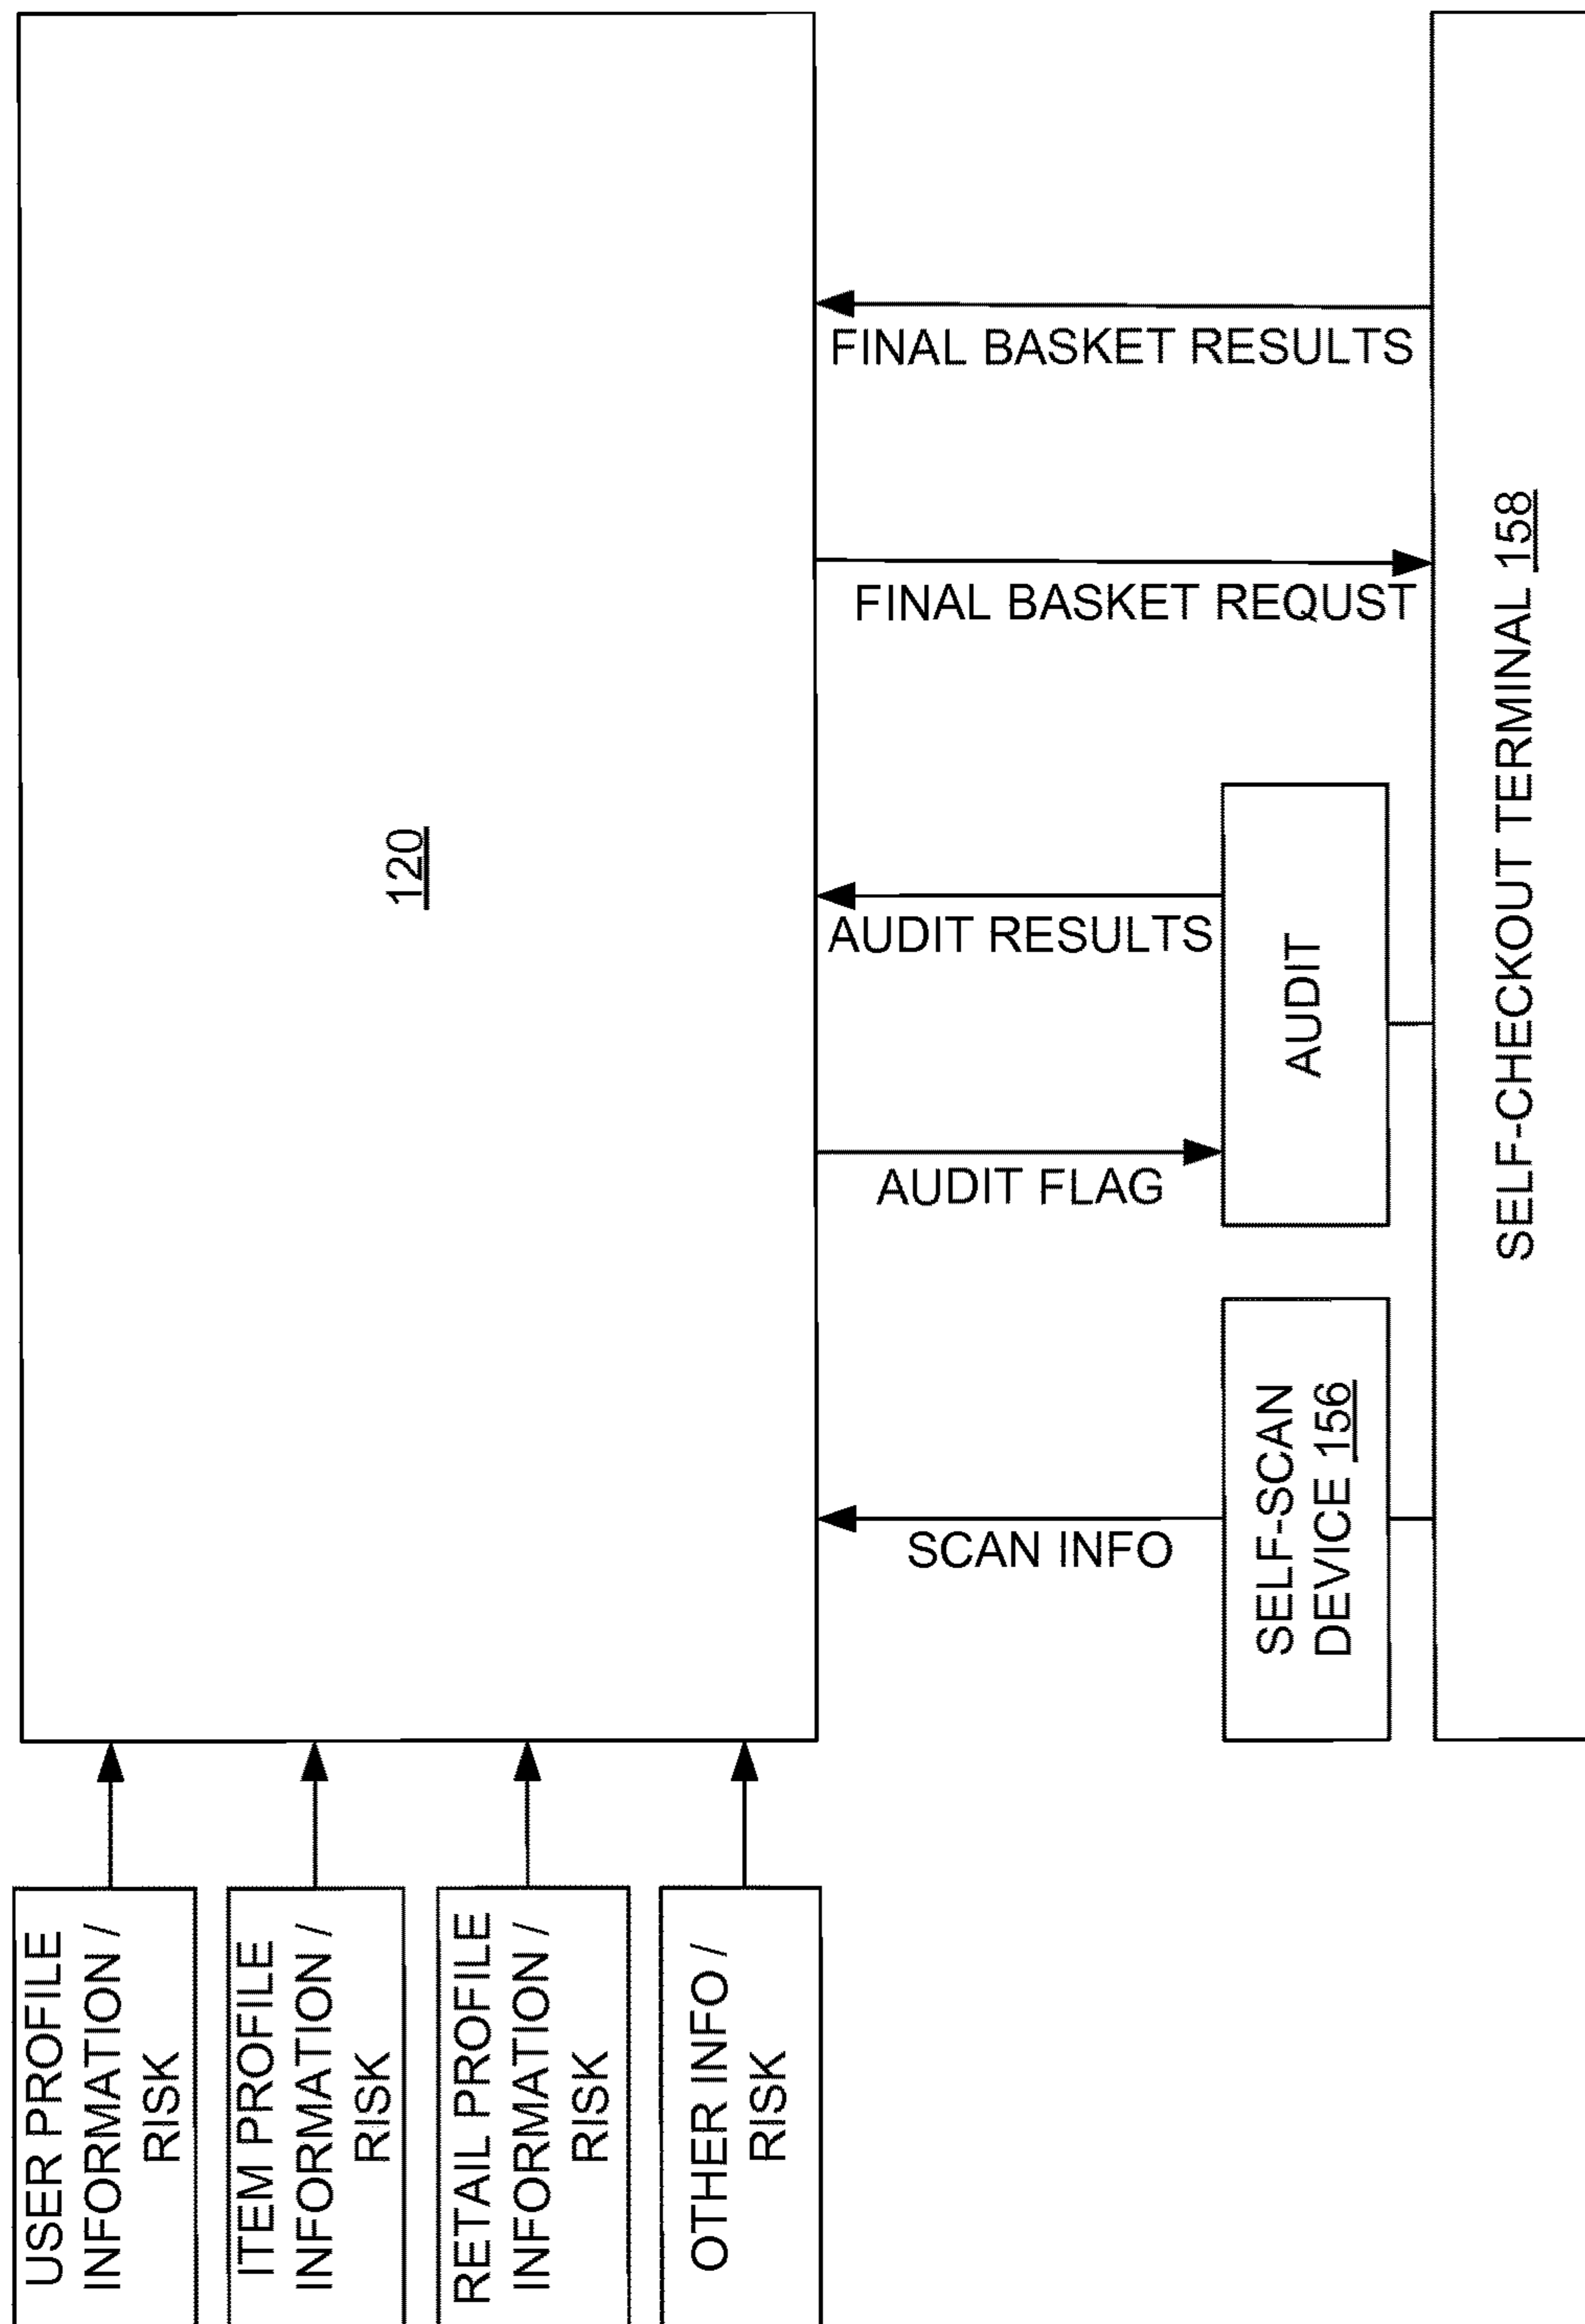 USER PROFILE
INFORMATION /
RISK
ITEM PROFILE
INFORMATION /
RISK
RETAIL PROFILE
INFORMATION /
RISK
OTHER INFO /
RISK
120
SCAN INFO
AUDIT FLAG
AUDIT RESULTS
FINAL BASKET REQUST
FINAL BASKET RESULTS
SELF-SCAN
DEVICE 156
AUDIT
SELF-CHECKOUT TERMINAL 158